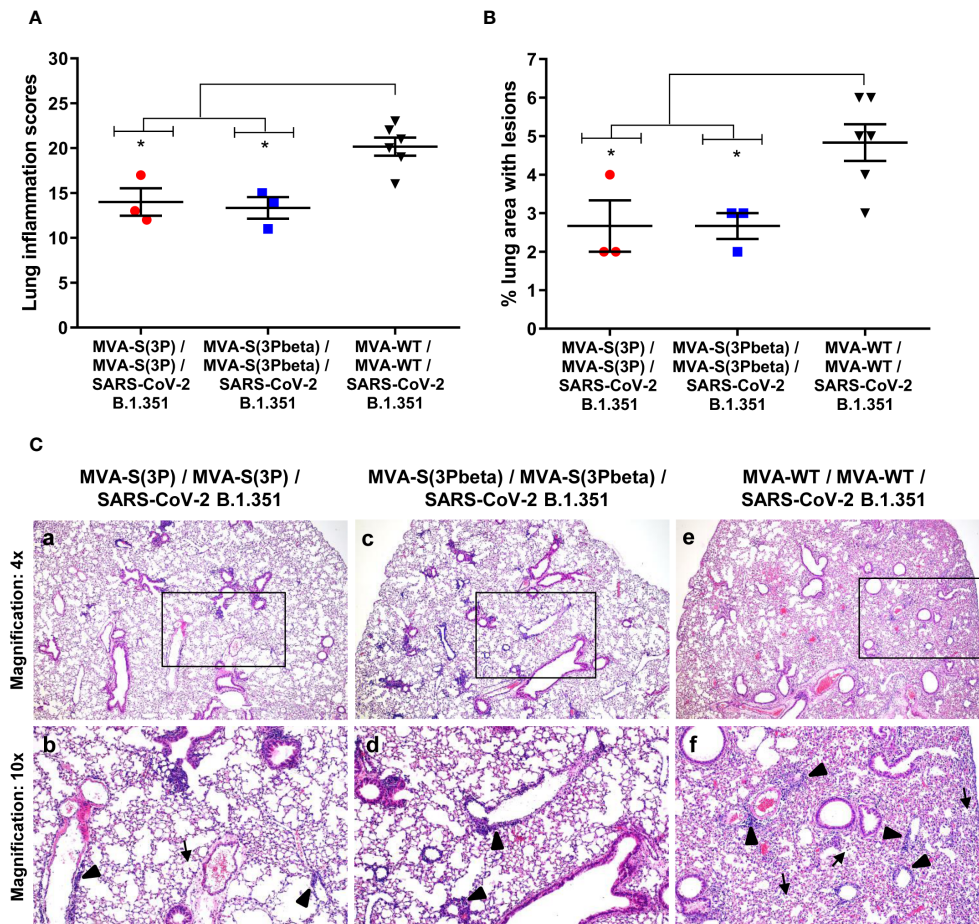 A
Lung inflammation scores
30
25
20
15
10
5
0
*
*
MVA-S(3P) /
MVA-S(3P) /
SARS-CoV-2
B.1.351
MVA-S(3Pbeta) /
MVA-S(3Pbeta) /
SARS-CoV-2
B.1.351
MVA-WT /
MVA-WT /
SARS-CoV-2
B.1.351
B
% lung area with lesions
7
6
5
4
3
2
1
0
*
*
MVA-S(3P) /
MVA-S(3P) /
SARS-CoV-2
B.1.351
MVA-S(3Pbeta) /
MVA-S(3Pbeta) /
SARS-CoV-2
B.1.351
MVA-WT /
MVA-WT /
SARS-CoV-2
B.1.351
C
MVA-S(3P) / MVA-S(3P) /
SARS-CoV-2 B.1.351
MVA-S(3Pbeta) / MVA-S(3Pbeta) /
SARS-CoV-2 B.1.351
MVA-WT / MVA-WT /
SARS-CoV-2 B.1.351
Magnification: 4x
a
c
e
Magnification: 10x
b
d
f